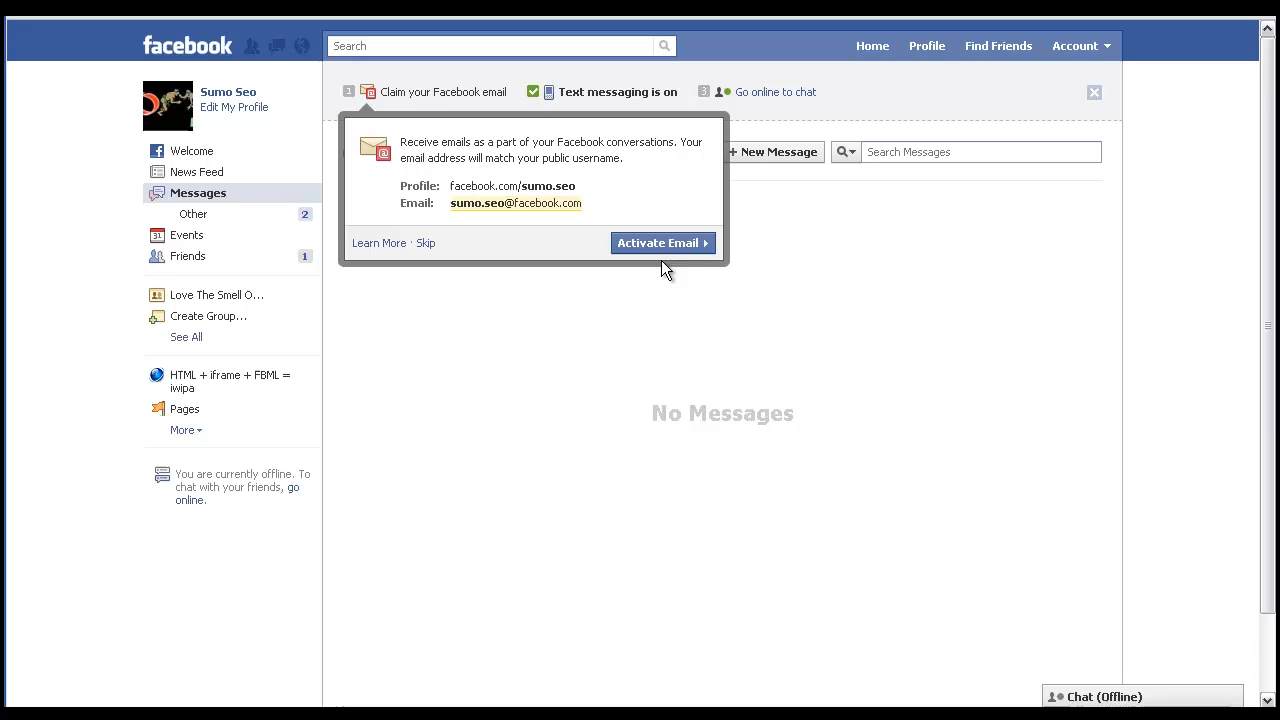 facebook
Search
Home
Profile
Find Friends
Account
Sumo Seo
Edit My Profile
1 Claim your Facebook email
Text messaging is on
3 Go online to chat
Receive emails as a part of your Facebook conversations. Your
email address will match your public username.
Profile: facebook.com/sumo.seo
Email: sumo.seo@facebook.com
Learn More · Skip
Activate Email
+ New Message
Search Messages
Welcome
News Feed
Messages
Other 2
31 Events
Friends 1
Love The Smell O...
Create Group...
See All
HTML + iframe + FBML =
iwipa
Pages
More
You are currently offline. To
chat with your friends, go
online.
No Messages
Chat (Offline)